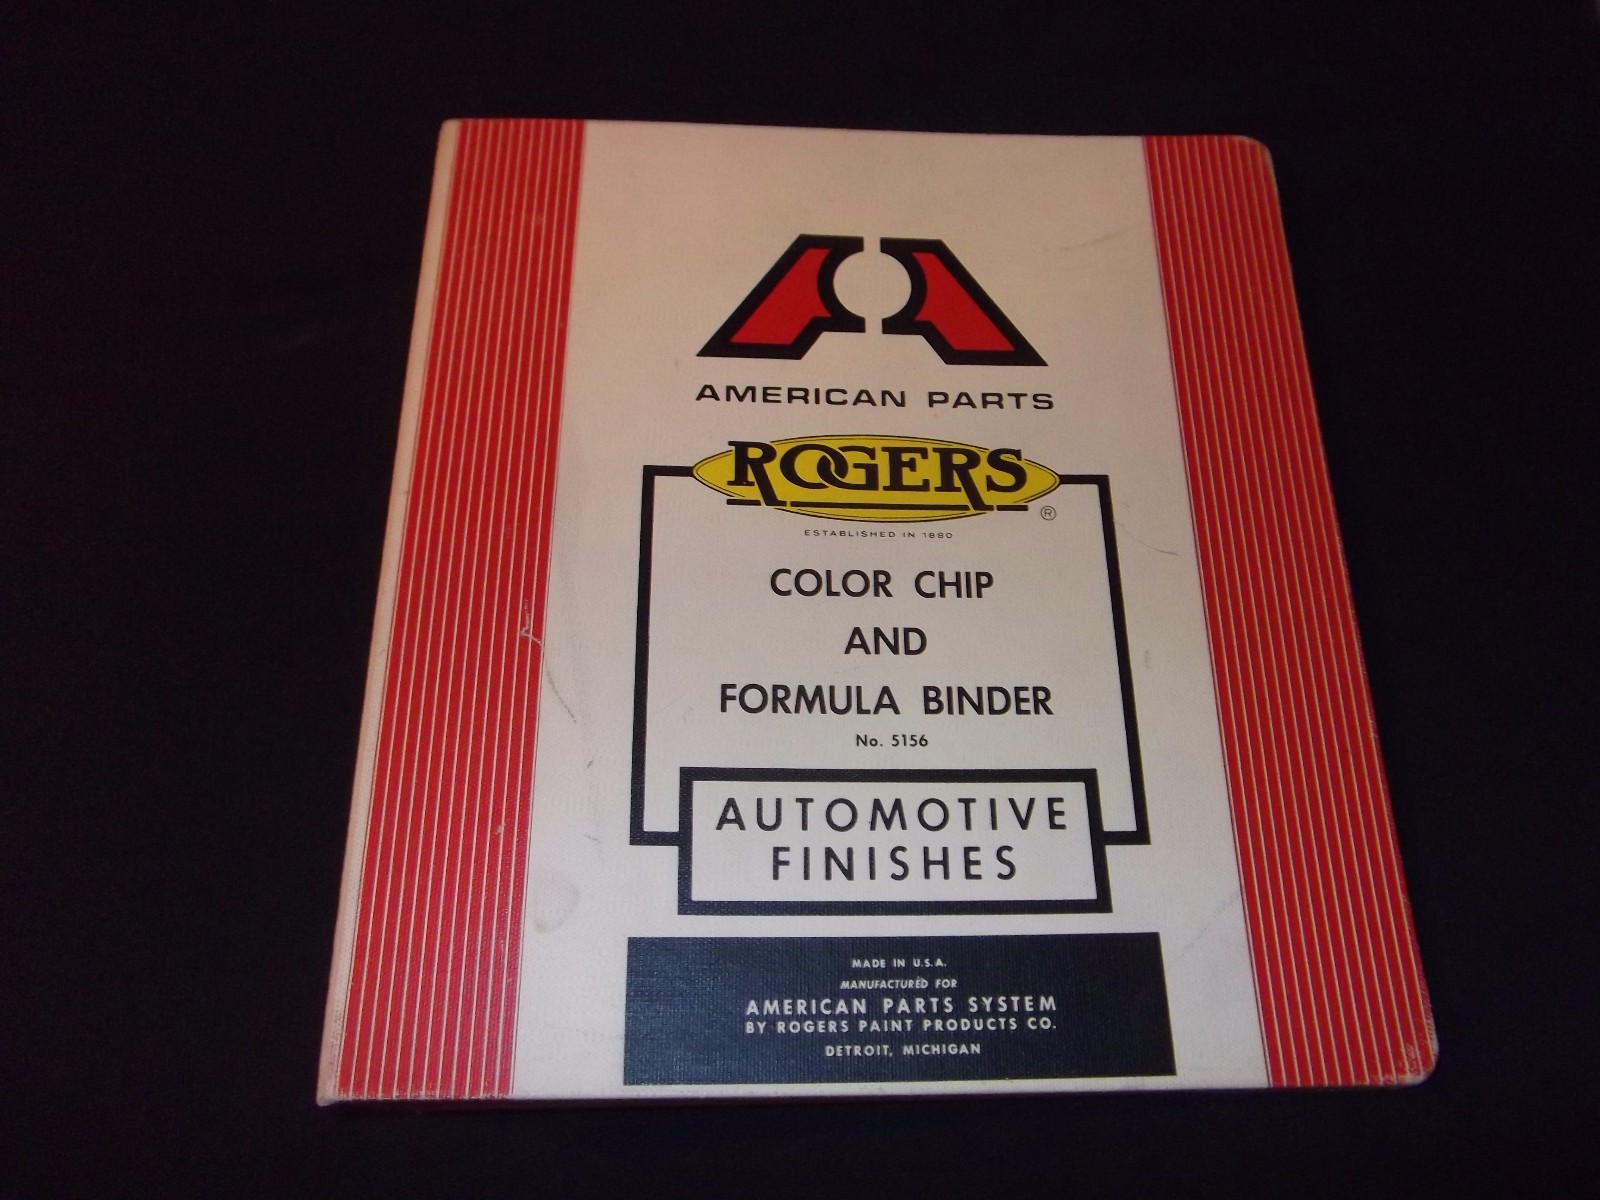 AMERICAN PARTS
ROGERS
®
ESTABLISHED IN 1880
COLOR CHIP
AND
FORMULA BINDER
No. 5156
AUTOMOTIVE
FINISHES
MADE IN U.S.A.
MANUFACTURED FOR
AMERICAN PARTS SYSTEM
BY ROGERS PAINT PRODUCTS CO.
DETROIT, MICHIGAN